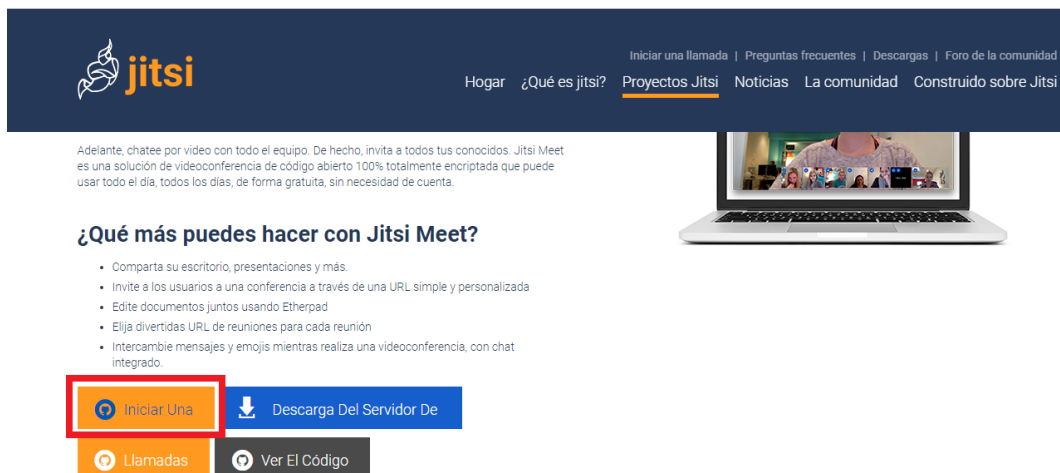 jitsi
Iniciar una llamada | Preguntas frecuentes | Descargas | Foro de la comunidad
Hogar ¿Qué es jitsi? Proyectos Jitsi Noticias La comunidad Construido sobre Jitsi
Adelante, chatee por video con todo el equipo. De hecho, invita a todos tus conocidos. Jitsi Meet
es una solución de videoconferencia de código abierto 100% totalmente encriptada que puede
usar todo el día, todos los días, de forma gratuita, sin necesidad de cuenta.
¿Qué más puedes hacer con Jitsi Meet?
• Comparta su escritorio, presentaciones y más.
• Invite a los usuarios a una conferencia a través de una URL simple y personalizada
• Edite documentos juntos usando Etherpad
• Elija divertidas URL de reuniones para cada reunión
• Intercambie mensajes y emojis mientras realiza una videoconferencia, con chat
integrado.
Iniciar Una Descarga Del Servidor De
Llamadas Ver El Código